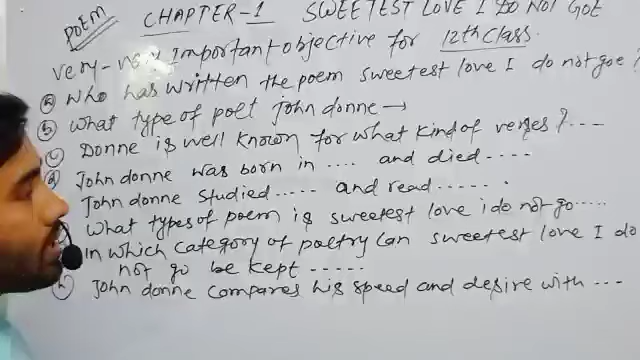 POEM CHAPTER-1 SWEETEST LOVE I DO NOT GOE
very-very Important objective for 12th Class.
(a) Who has written the poem sweetest love I do not goe
(b) What type of poet John donne →
(c) Donne is well known for what kind of verses?....
(d) John donne was born in .... and died....
John donne studied..... and read......
What types of poem is sweetest love i do not go.....
In which category of poetry can sweetest love I do
not go be kept .....
(h) John donne compares his speed and desire with ...